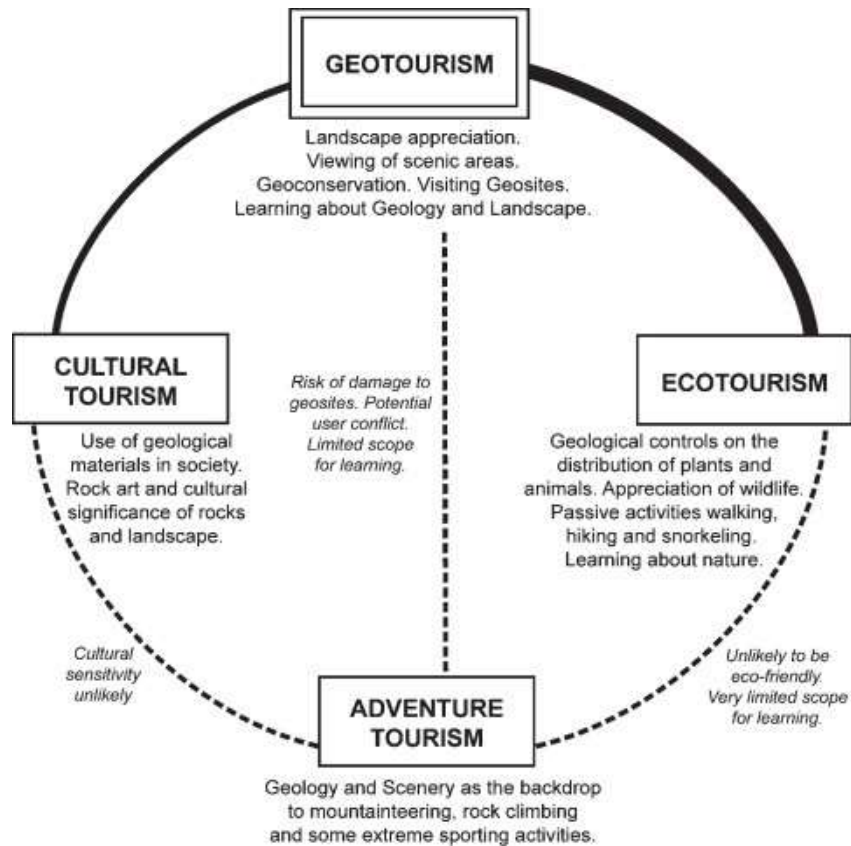 GEOTOURISM
Landscape appreciation.
Viewing of scenic areas.
Geoconservation. Visiting Geosites.
Learning about Geology and Landscape.
CULTURAL
TOURISM
Use of geological
materials in society.
Rock art and cultural
significance of rocks
and landscape.
Risk of damage to
geosites. Potential
user conflict.
Limited scope
for learning.
ECOTOURISM
Geological controls on the
distribution of plants and
animals. Appreciation of wildlife.
Passive activities walking,
hiking and snorkeling.
Learning about nature.
Cultural
sensitivity
unlikely
Unlikely to be
eco-friendly.
Very limited scope
for learning.
ADVENTURE
TOURISM
Geology and Scenery as the backdrop
to mountainteering, rock climbing
and some extreme sporting activities.